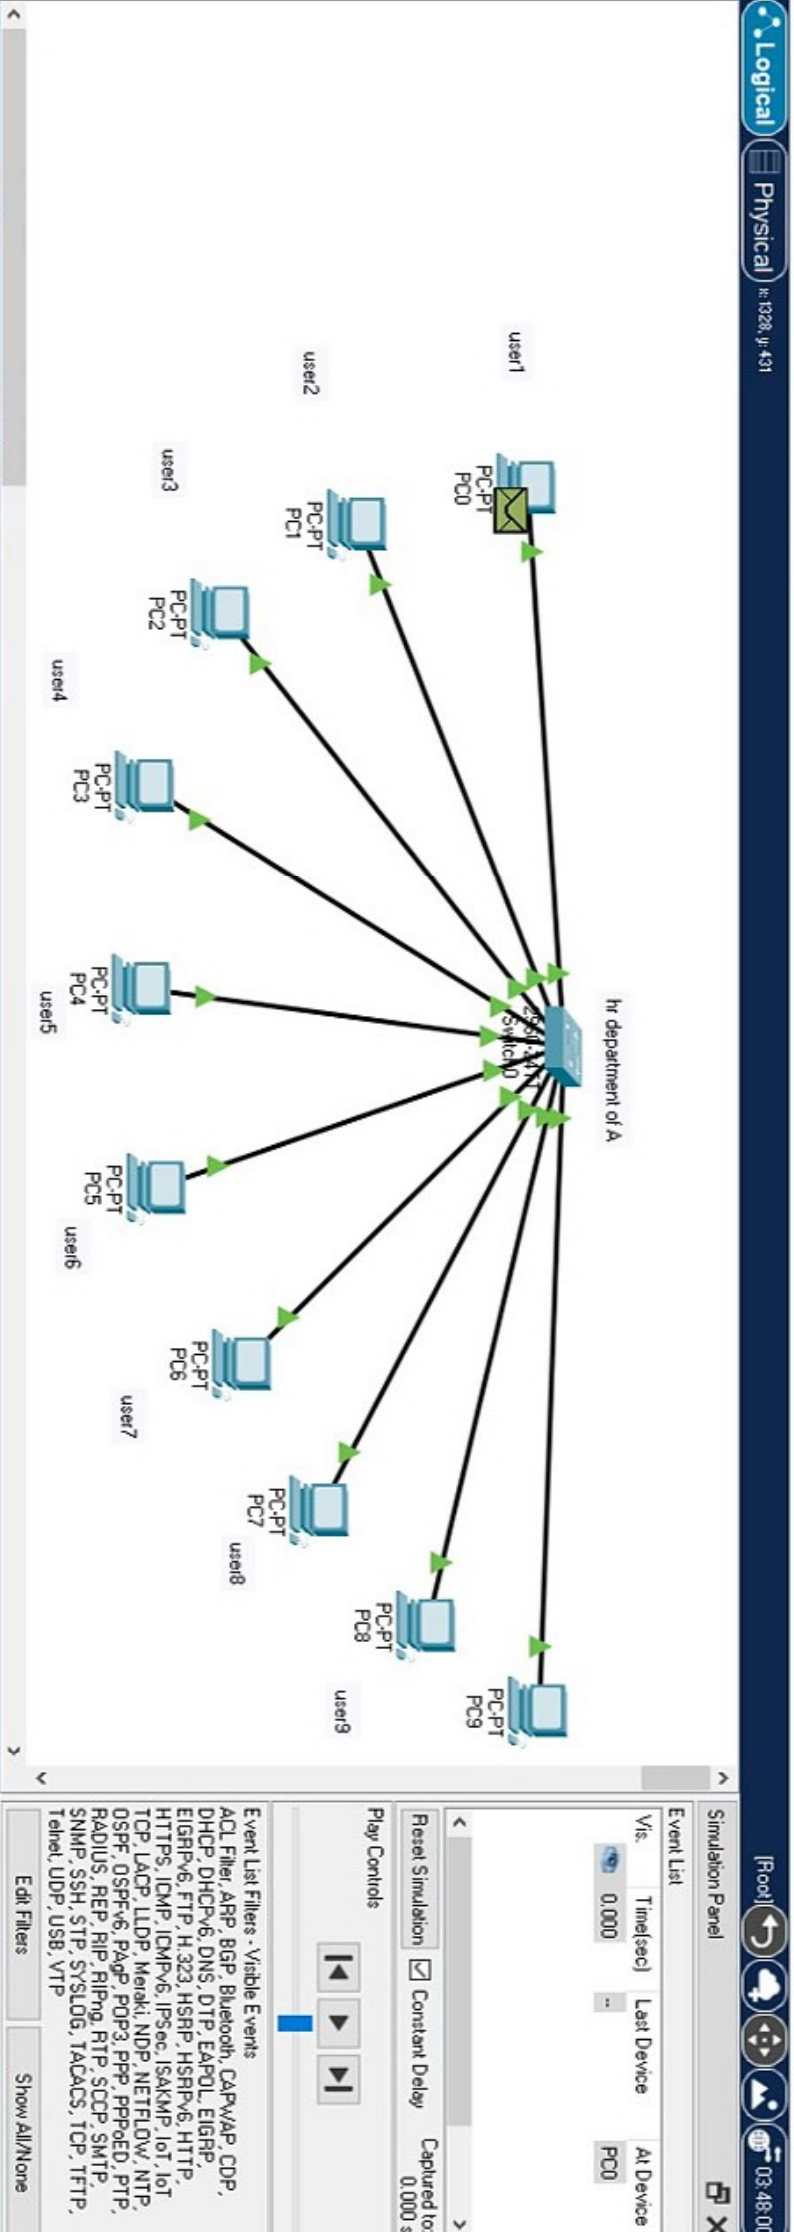 Logical
Physical
x: 1328, y: 431
[Root]
03:48:0
hr department of A
2960-24TT
Switch0
user1
PC-PT
PC0
user2
PC-PT
PC1
user3
PC-PT
PC2
user4
PC-PT
PC3
user5
PC-PT
PC4
user6
PC-PT
PC5
user7
PC-PT
PC6
user8
PC-PT
PC7
user9
PC-PT
PC8
PC-PT
PC9
Simulation Panel
Event List
Vis. Time(sec) Last Device At Device
0.000 -- PC0
Reset Simulation Constant Delay Captured to:
0.000 s
Play Controls
Event List Filters - Visible Events
ACL Filter, ARP, BGP, Bluetooth, CAPWAP, CDP,
DHCP, DHCPv6, DNS, DTP, EAPOL, EIGRP,
EIGRPv6, FTP, H.323, HSRP, HSRPv6, HTTP,
HTTPS, ICMP, ICMPv6, IPSec, ISAKMP, IoT, IoT
TCP, LACP, LLDP, Meraki, NDP, NETFLOW, NTP,
OSPF, OSPFv6, PAgP, POP3, PPP, PPPoED, PTP,
RADIUS, REP, RIP, RIPng, RTP, SCCP, SMTP,
SNMP, SSH, STP, SYSLOG, TACACS, TCP, TFTP,
Telnet, UDP, USB, VTP
Edit Filters
Show All/None